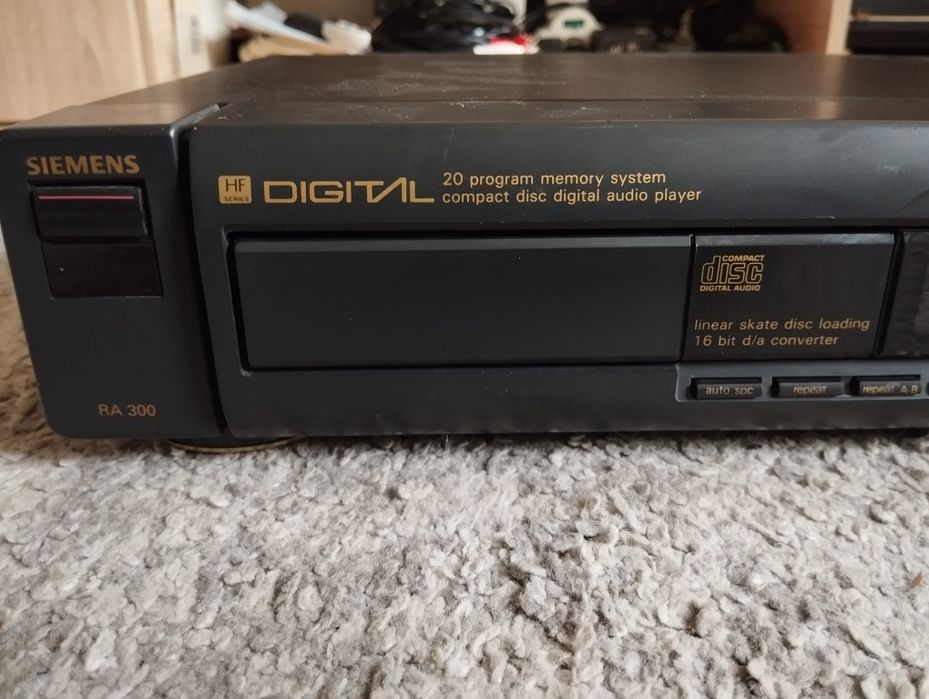 SIEMENS
HF
SERIES
DIGITAL
20 program memory system
compact disc digital audio player
COMPACT
disc
DIGITAL AUDIO
linear skate disc loading
16 bit d/a converter
auto spc
repeat
repeat A.B
RA 300